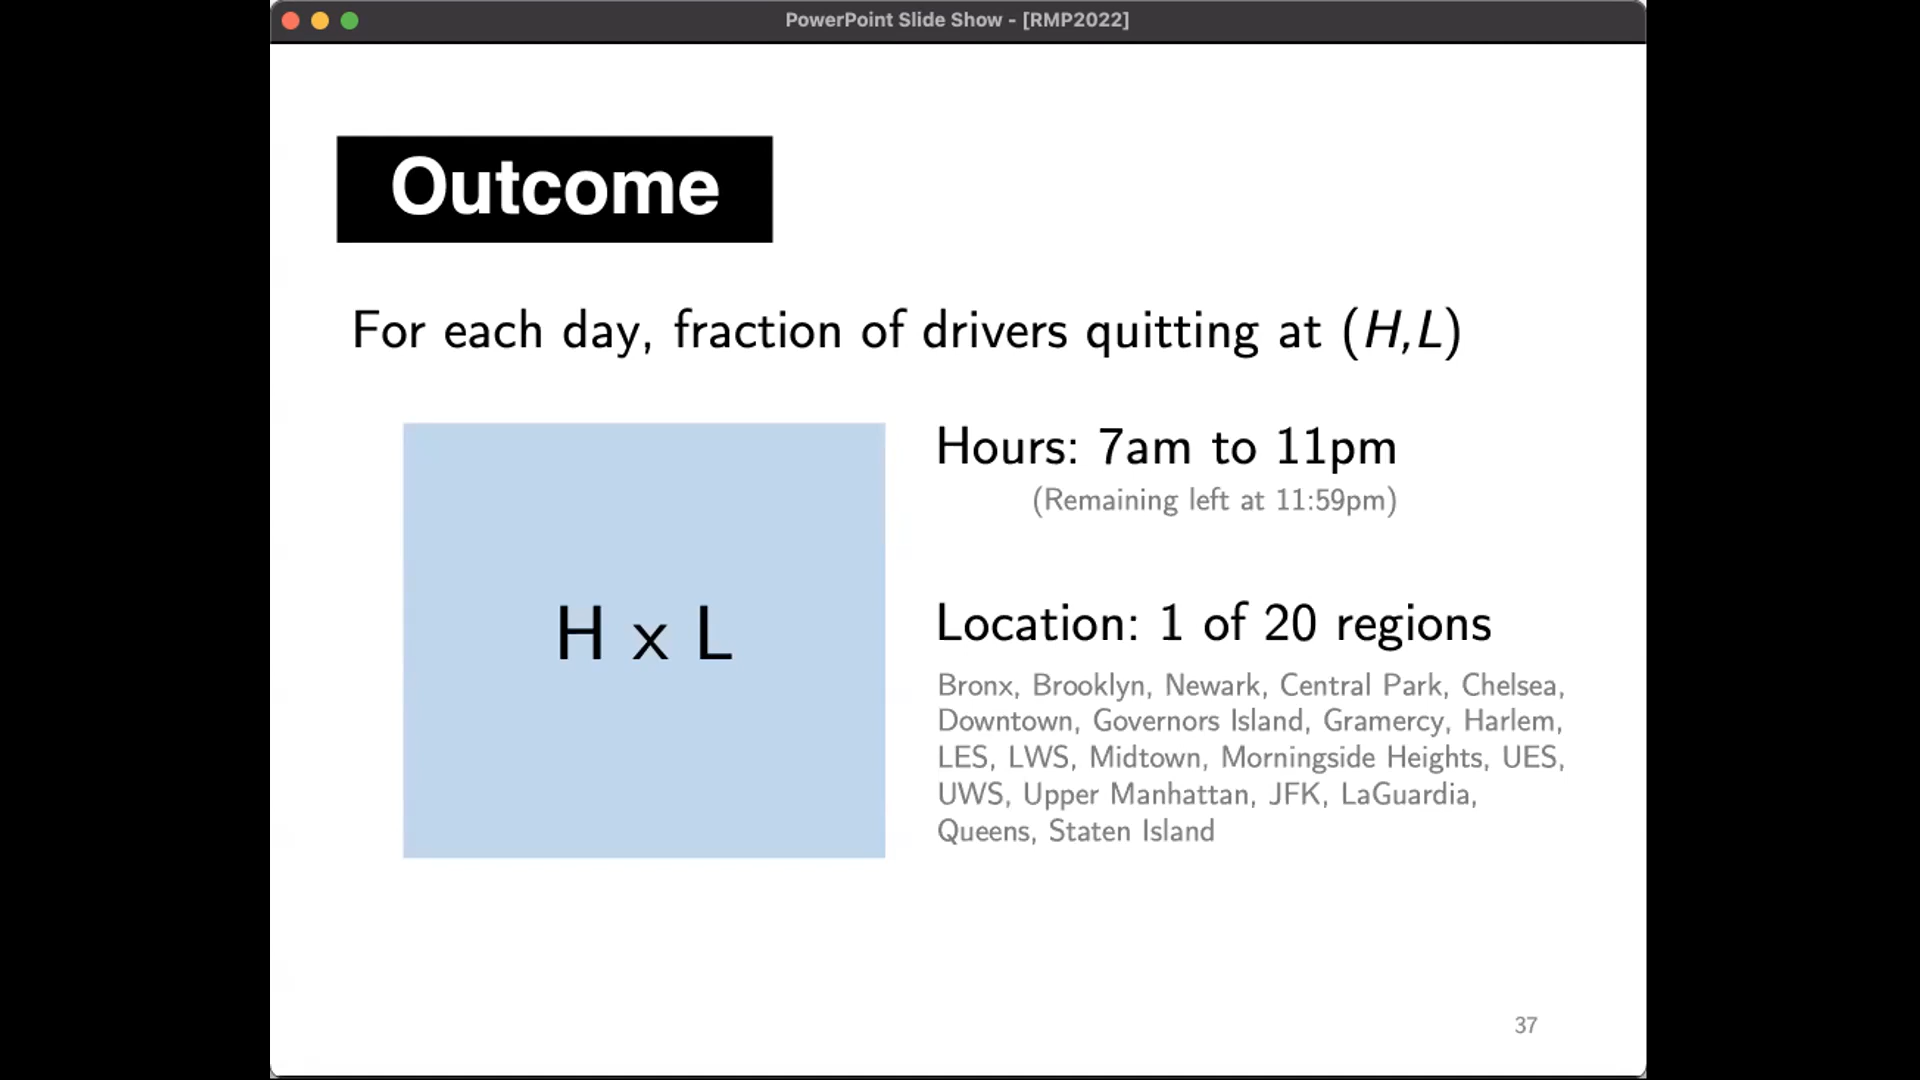 PowerPoint Slide Show - [RMP2022]
Outcome
For each day, fraction of drivers quitting at (H,L)
H x L
Hours: 7am to 11pm
(Remaining left at 11:59pm)
Location: 1 of 20 regions
Bronx, Brooklyn, Newark, Central Park, Chelsea,
Downtown, Governors Island, Gramercy, Harlem,
LES, LWS, Midtown, Morningside Heights, UES,
UWS, Upper Manhattan, JFK, LaGuardia,
Queens, Staten Island
37